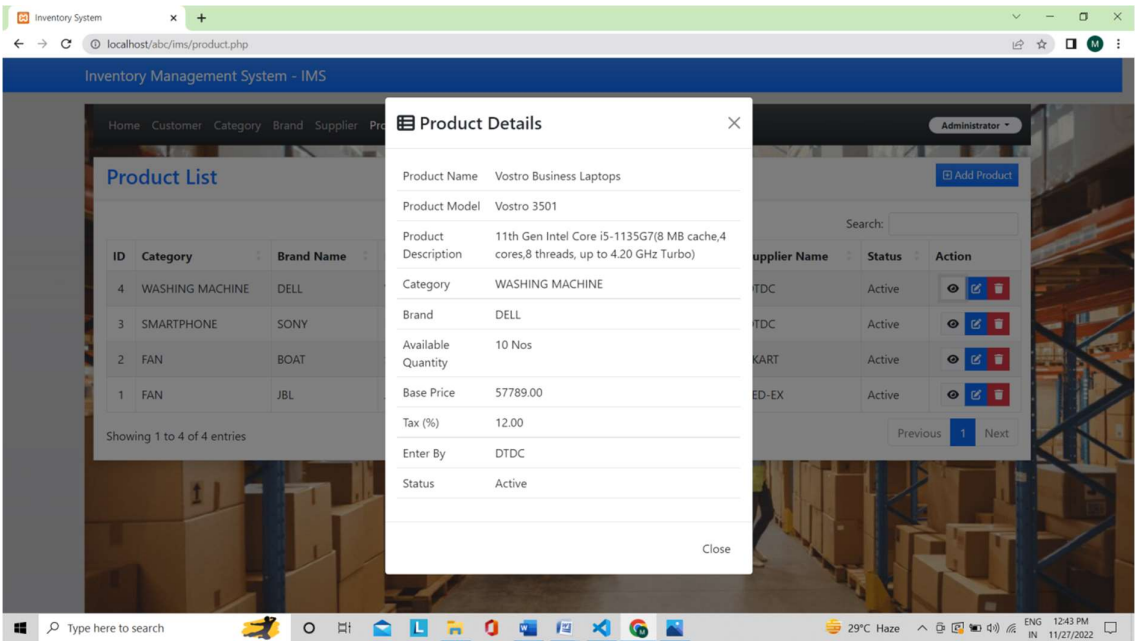 Inventory System
localhost/abc/ims/product.php
M
Inventory Management System - IMS
Home Customer Category Brand Supplier
Administrator
Product List
Add Product
Search:
ID Category Brand Name Status Action
4 WASHING MACHINE DELL Active
3 SMARTPHONE SONY Active
2 FAN BOAT Active
1 FAN JBL Active
Showing 1 to 4 of 4 entries
Previous 1 Next
Product Details
Product Name Vostro Business Laptops
Product Model Vostro 3501
Product Description 11th Gen Intel Core i5-1135G7(8 MB cache,4
cores,8 threads, up to 4.20 GHz Turbo)
Category WASHING MACHINE
Brand DELL
Available Quantity 10 Nos
Base Price 57789.00
Tax (%) 12.00
Enter By DTDC
Status Active
Close
Type here to search
29°C Haze
ENG
IN
12:43 PM
11/27/2022